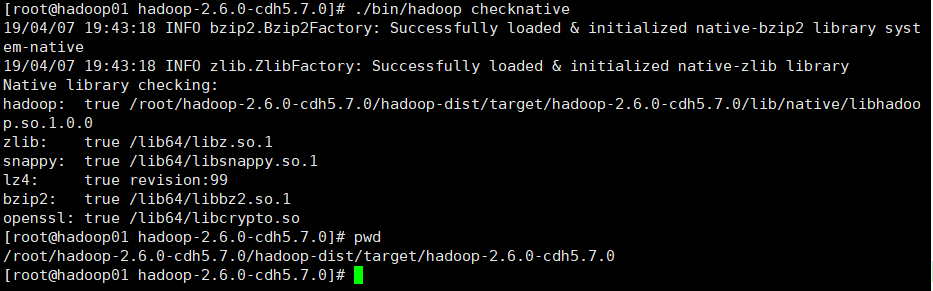 [root@hadoop01 hadoop-2.6.0-cdh5.7.0]# ./bin/hadoop checknative
19/04/07 19:43:18 INFO bzip2.Bzip2Factory: Successfully loaded & initialized native-bzip2 library syst
em-native
19/04/07 19:43:18 INFO zlib.ZlibFactory: Successfully loaded & initialized native-zlib library
Native library checking:
hadoop:  true /root/hadoop-2.6.0-cdh5.7.0/hadoop-dist/target/hadoop-2.6.0-cdh5.7.0/lib/native/libhadoo
p.so.1.0.0
zlib:    true /lib64/libz.so.1
snappy:  true /lib64/libsnappy.so.1
lz4:     true revision:99
bzip2:   true /lib64/libbz2.so.1
openssl: true /lib64/libcrypto.so
[root@hadoop01 hadoop-2.6.0-cdh5.7.0]# pwd
/root/hadoop-2.6.0-cdh5.7.0/hadoop-dist/target/hadoop-2.6.0-cdh5.7.0
[root@hadoop01 hadoop-2.6.0-cdh5.7.0]#